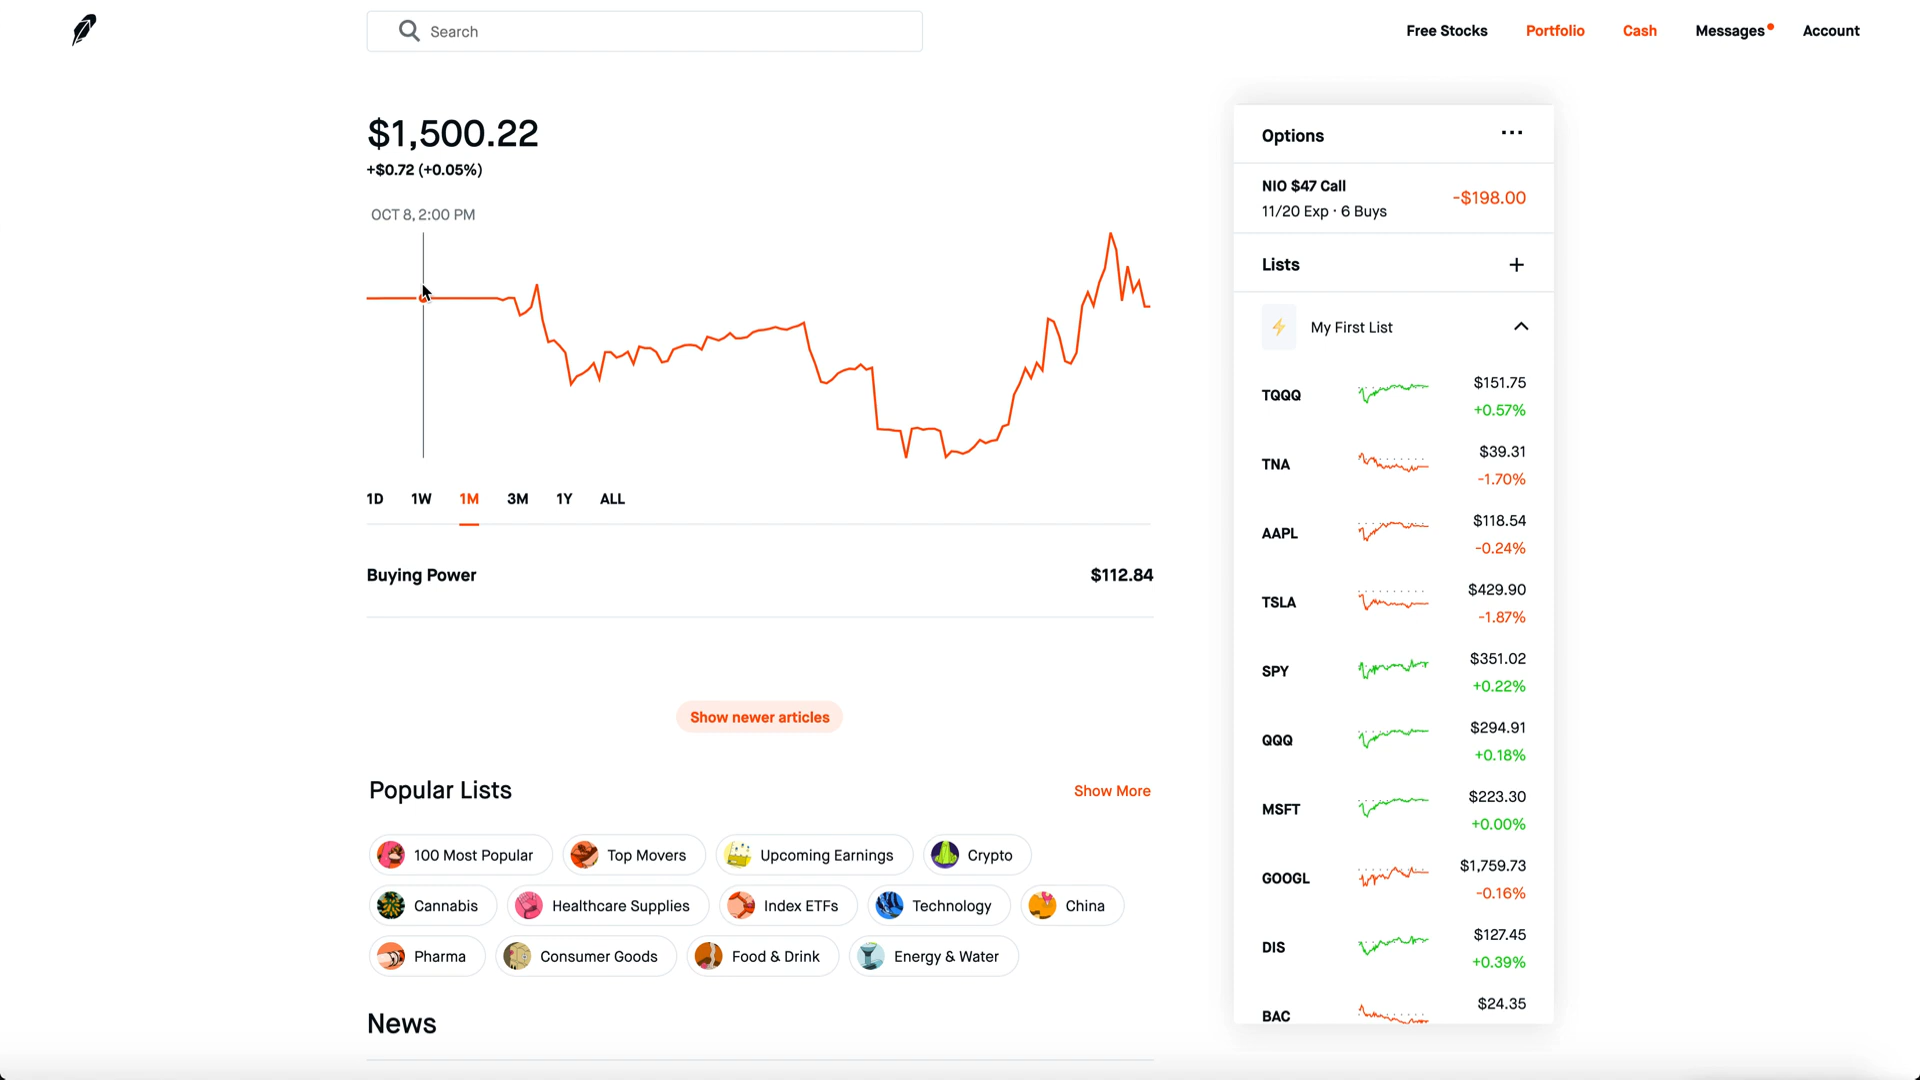 Search
Free Stocks Portfolio Cash Messages Account
$1,500.22
+$0.72 (+0.05%)
OCT 8, 2:00 PM
1D 1W 1M 3M 1Y ALL
Buying Power $112.84
Show newer articles
Popular Lists Show More
100 Most Popular Top Movers Upcoming Earnings Crypto
Cannabis Healthcare Supplies Index ETFs Technology China
Pharma Consumer Goods Food & Drink Energy & Water
News
Options
NIO $47 Call
11/20 Exp · 6 Buys
-$198.00
Lists
My First List
TQQQ
$151.75
+0.57%
TNA
$39.31
-1.70%
AAPL
$118.54
-0.24%
TSLA
$429.90
-1.87%
SPY
$351.02
+0.22%
QQQ
$294.91
+0.18%
MSFT
$223.30
+0.00%
GOOGL
$1,759.73
-0.16%
DIS
$127.45
+0.39%
BAC
$24.35